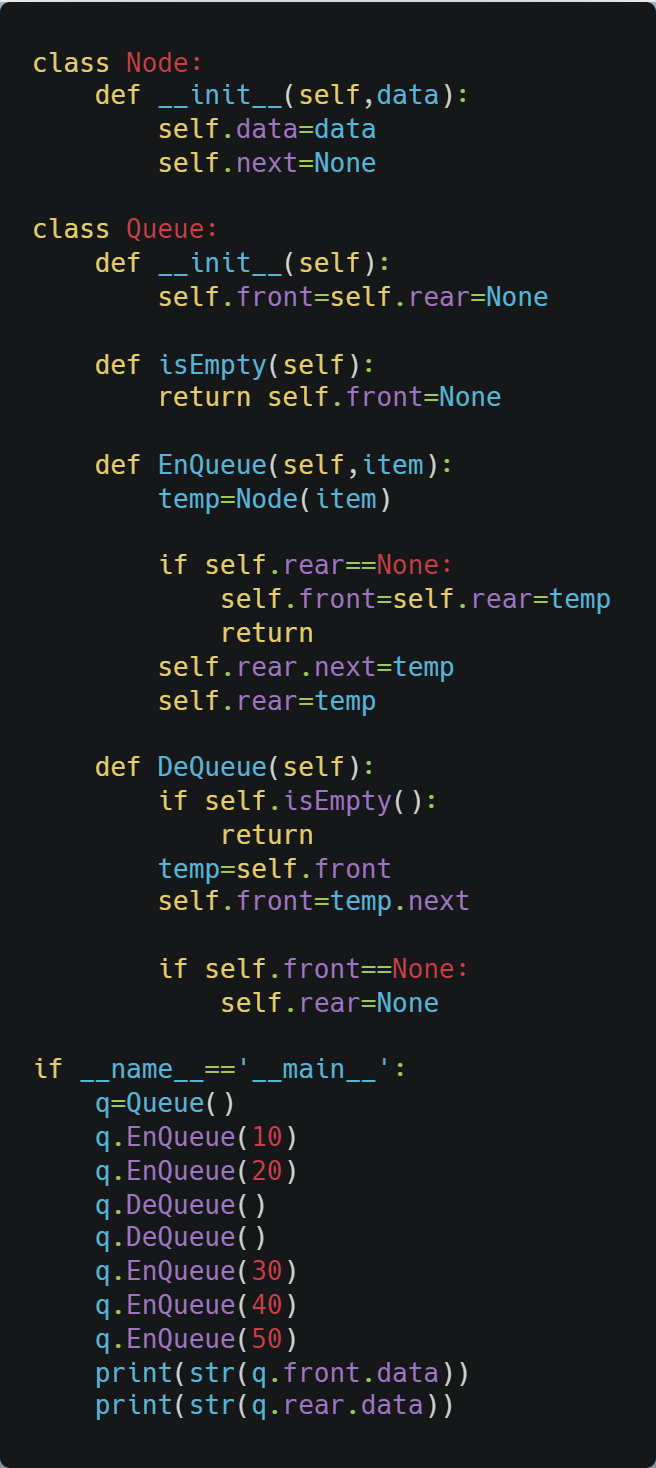 class Node:
    def __init__(self,data):
        self.data=data
        self.next=None

class Queue:
    def __init__(self):
        self.front=self.rear=None

    def isEmpty(self):
        return self.front=None

    def EnQueue(self,item):
        temp=Node(item)

        if self.rear==None:
            self.front=self.rear=temp
            return
        self.rear.next=temp
        self.rear=temp

    def DeQueue(self):
        if self.isEmpty():
            return
        temp=self.front
        self.front=temp.next

        if self.front==None:
            self.rear=None

if __name__=='__main__':
    q=Queue()
    q.EnQueue(10)
    q.EnQueue(20)
    q.DeQueue()
    q.DeQueue()
    q.EnQueue(30)
    q.EnQueue(40)
    q.EnQueue(50)
    print(str(q.front.data))
    print(str(q.rear.data))